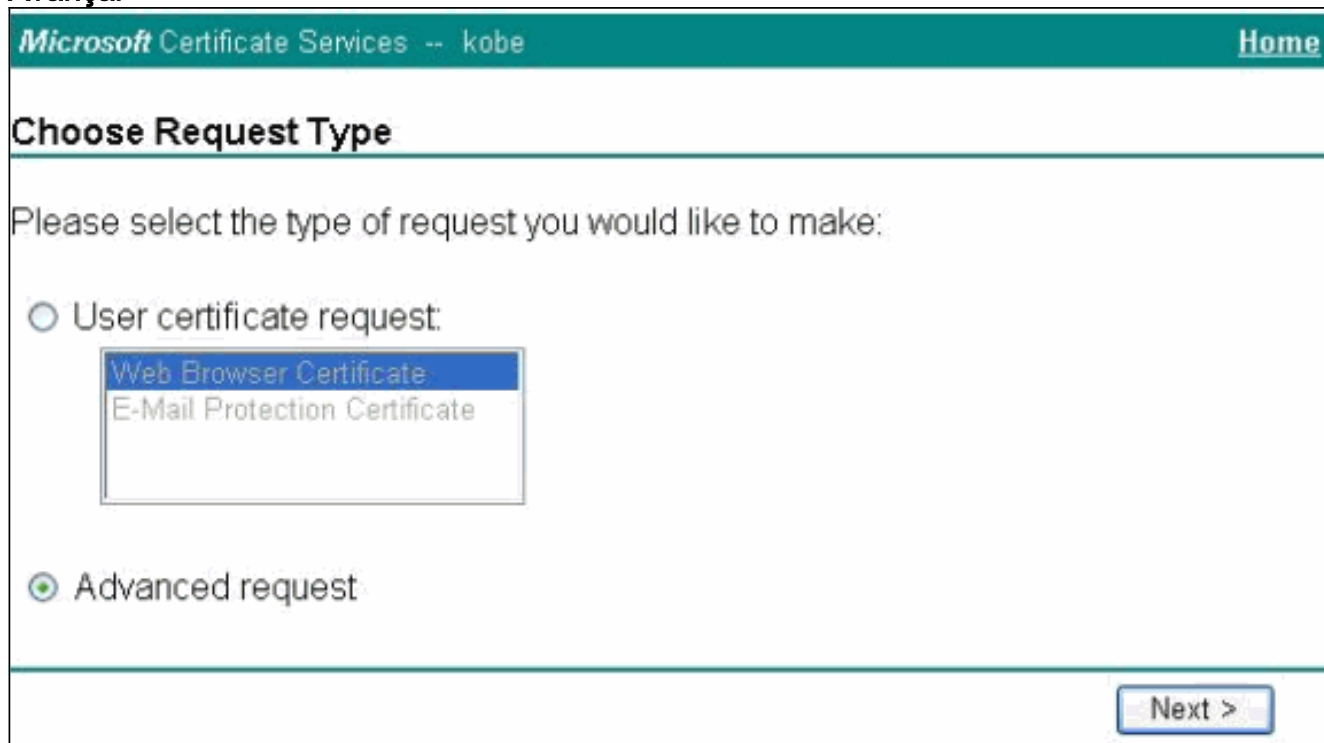 Microsoft Certificate Services -- kobe Home
Choose Request Type
Please select the type of request you would like to make:
User certificate request:
Web Browser Certificate
E-Mail Protection Certificate
Advanced request
Next >